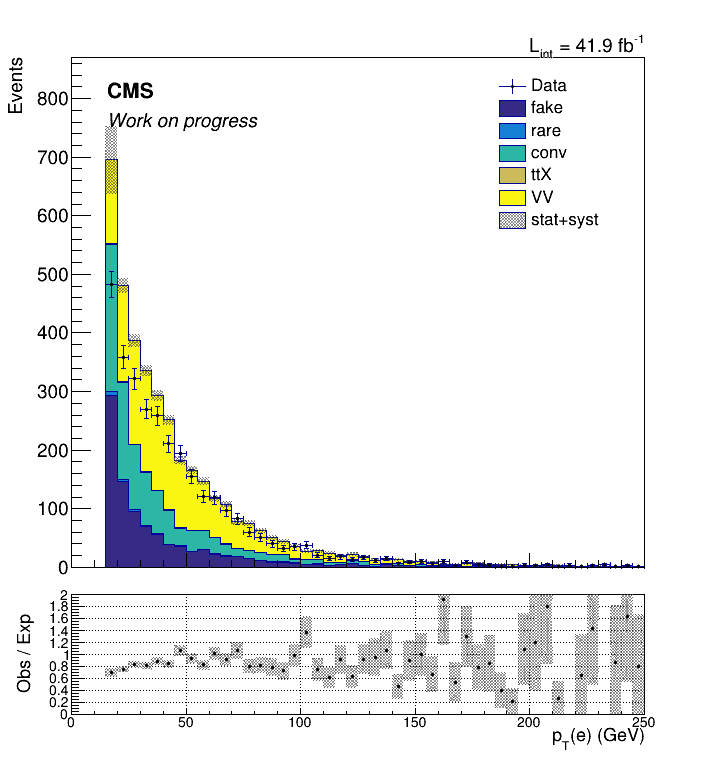 L_int = 41.9 fb^-1
Events
CMS
Work on progress
Data
fake
rare
conv
ttX
VV
stat+syst
800
700
600
500
400
300
200
100
0
Obs / Exp
2
1.8
1.6
1.4
1.2
1
0.8
0.6
0.4
0.2
0
0 50 100 150 200 250
p_T(e) (GeV)